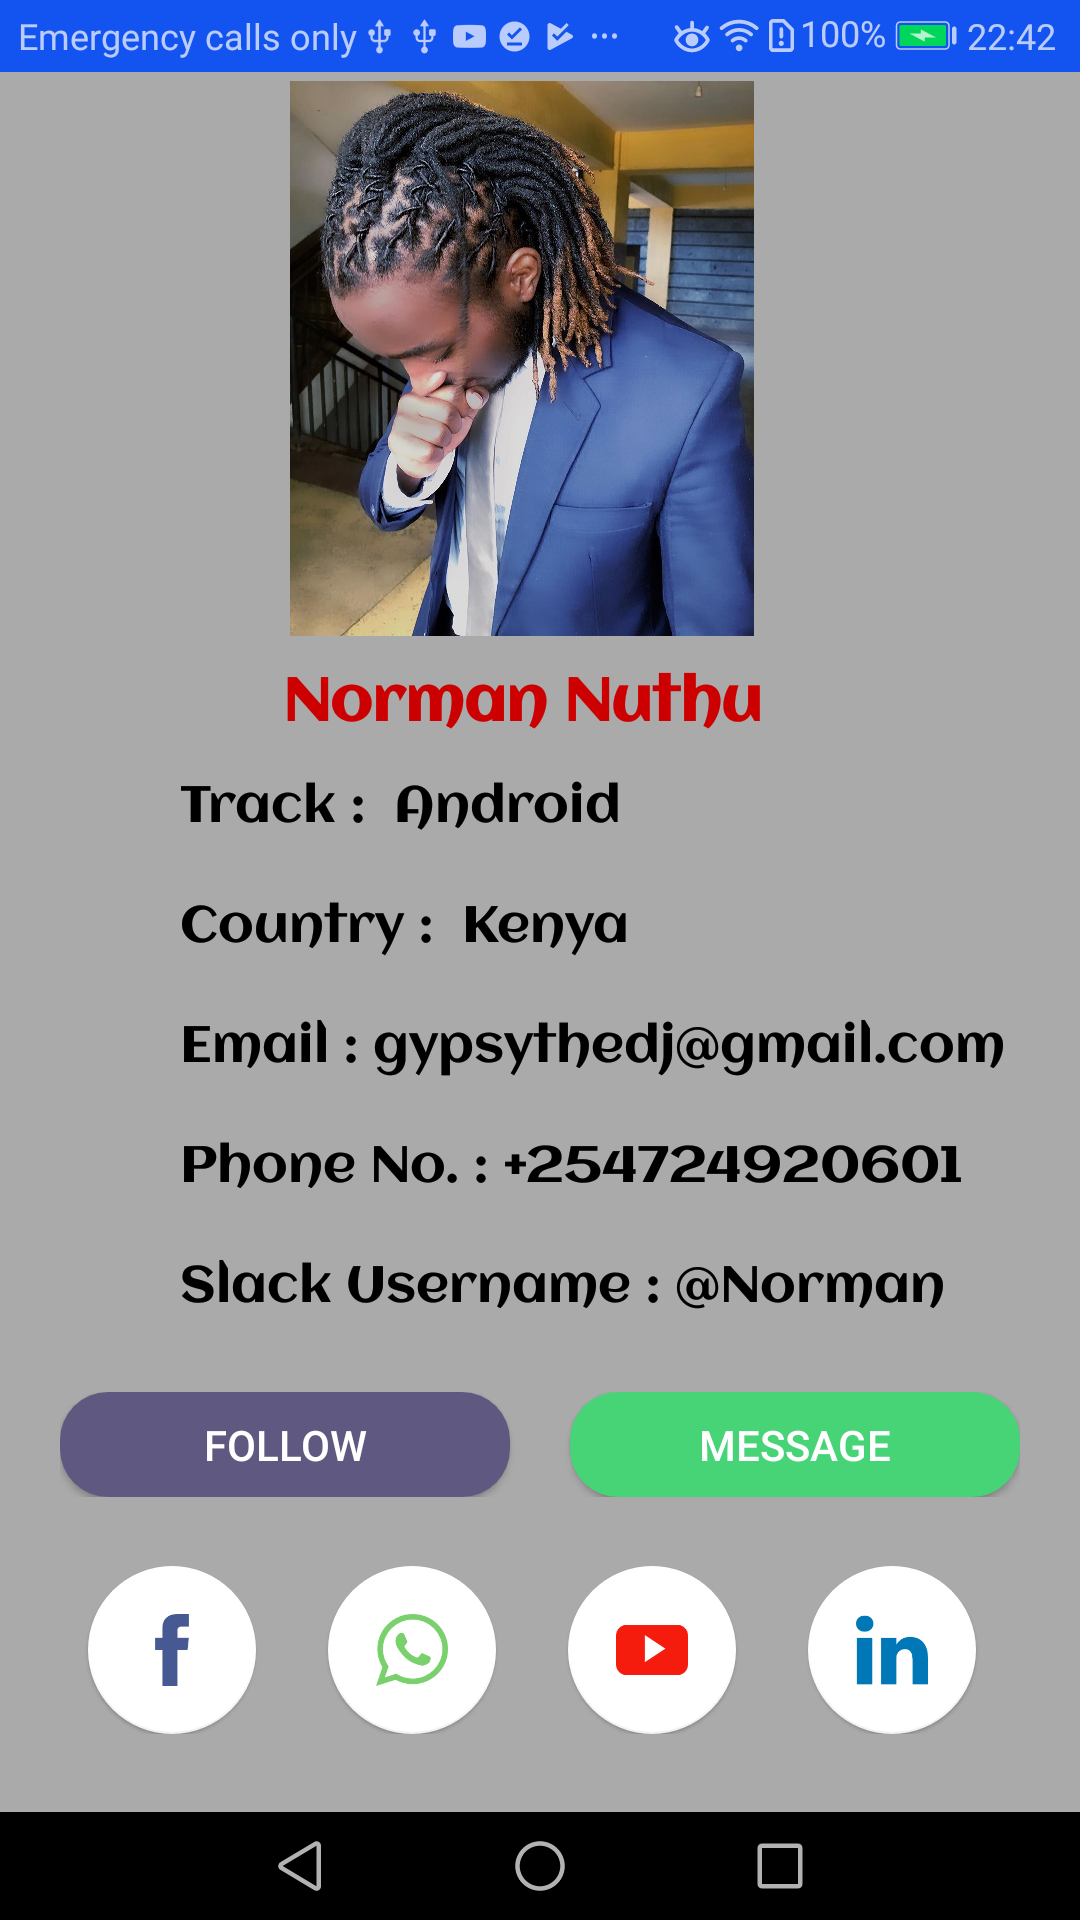 Emergency calls only 100% 22:42
Norman Nuthu
Track : Android
Country : Kenya
Email : gypsythedj@gmail.com
Phone No. : +254724920601
Slack Username : @Norman
FOLLOW MESSAGE
f in